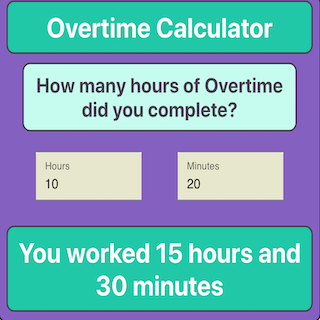 Overtime Calculator
How many hours of Overtime
did you complete?
Hours
Minutes
10
20
You worked 15 hours and
30 minutes